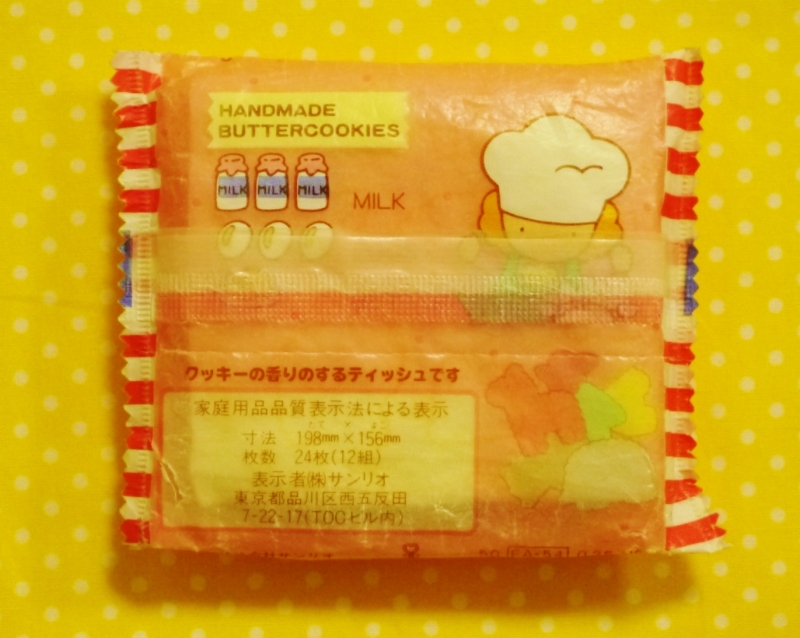 HANDMADE
BUTTERCOOKIES
MILK MILK MILK
MILK
クッキーの香りのするティッシュです
家庭用品品質表示法による表示
たて × よこ
寸法 198mm×156mm
枚数 24枚(12組)
表示者㈱サンリオ
東京都品川区西五反田
7-22-17(TOCビル内)